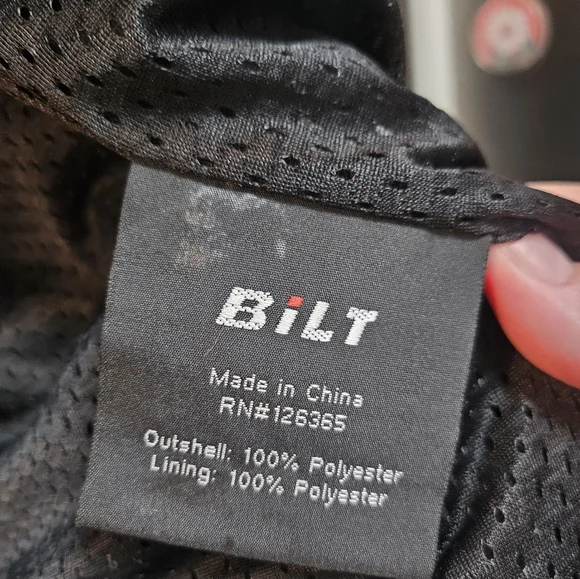 BiLT
Made in China
RN#126365
Outshell: 100% Polyester
Lining: 100% Polyester